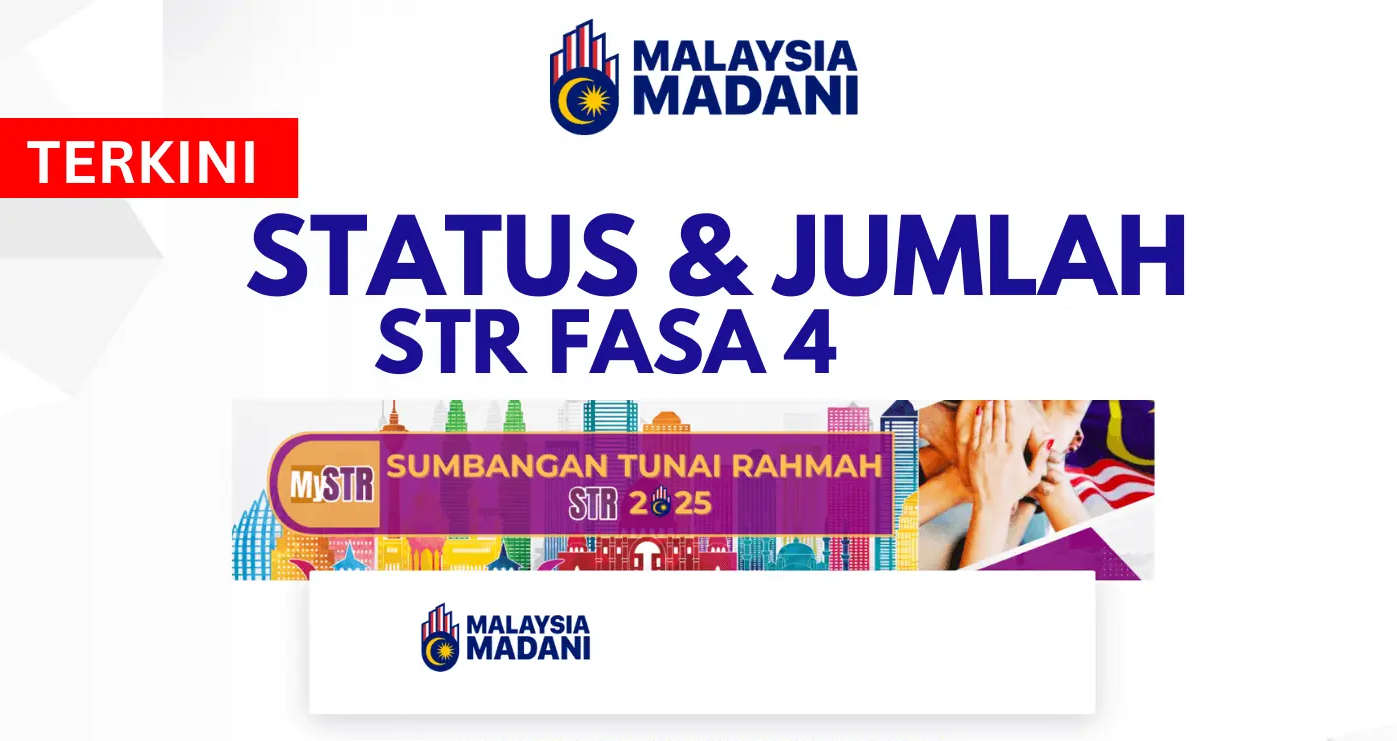 MALAYSIA
MADANI
TERKINI
STATUS & JUMLAH
STR FASA 4
MySTR
SUMBANGAN TUNAI RAHMAH
STR 2025
MALAYSIA
MADANI